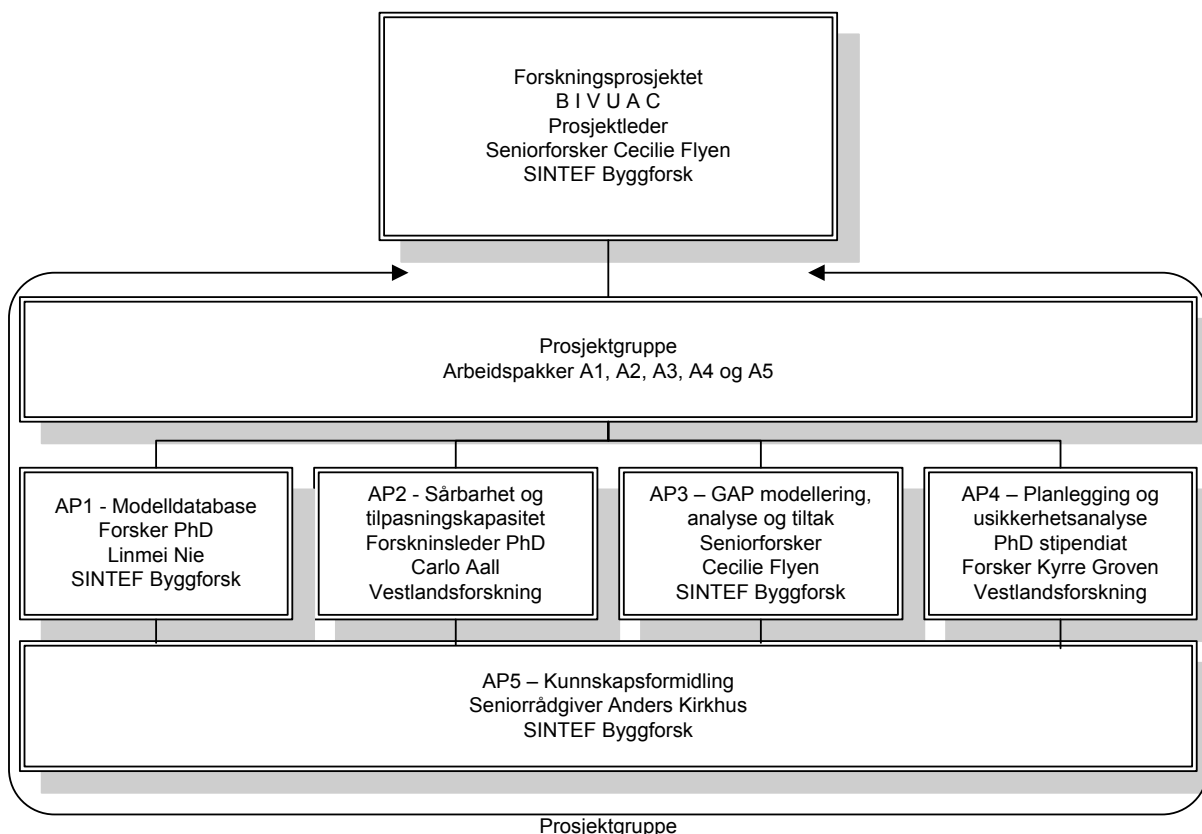 Forskningsprosjektet
B I V U A C
Prosjektleder
Seniorforsker Cecilie Flyen
SINTEF Byggforsk
Prosjektgruppe
Arbeidspakker A1, A2, A3, A4 og A5
AP1 - Modelldatabase
Forsker PhD
Linmei Nie
SINTEF Byggforsk
AP2 - Sårbarhet og
tilpasningskapasitet
Forskninsleder PhD
Carlo Aall
Vestlandsforskning
AP3 – GAP modellering,
analyse og tiltak
Seniorforsker
Cecilie Flyen
SINTEF Byggforsk
AP4 – Planlegging og
usikkerhetsanalyse
PhD stipendiat
Forsker Kyrre Groven
Vestlandsforskning
AP5 – Kunnskapsformidling
Seniorrådgiver Anders Kirkhus
SINTEF Byggforsk
Prosjektgruppe